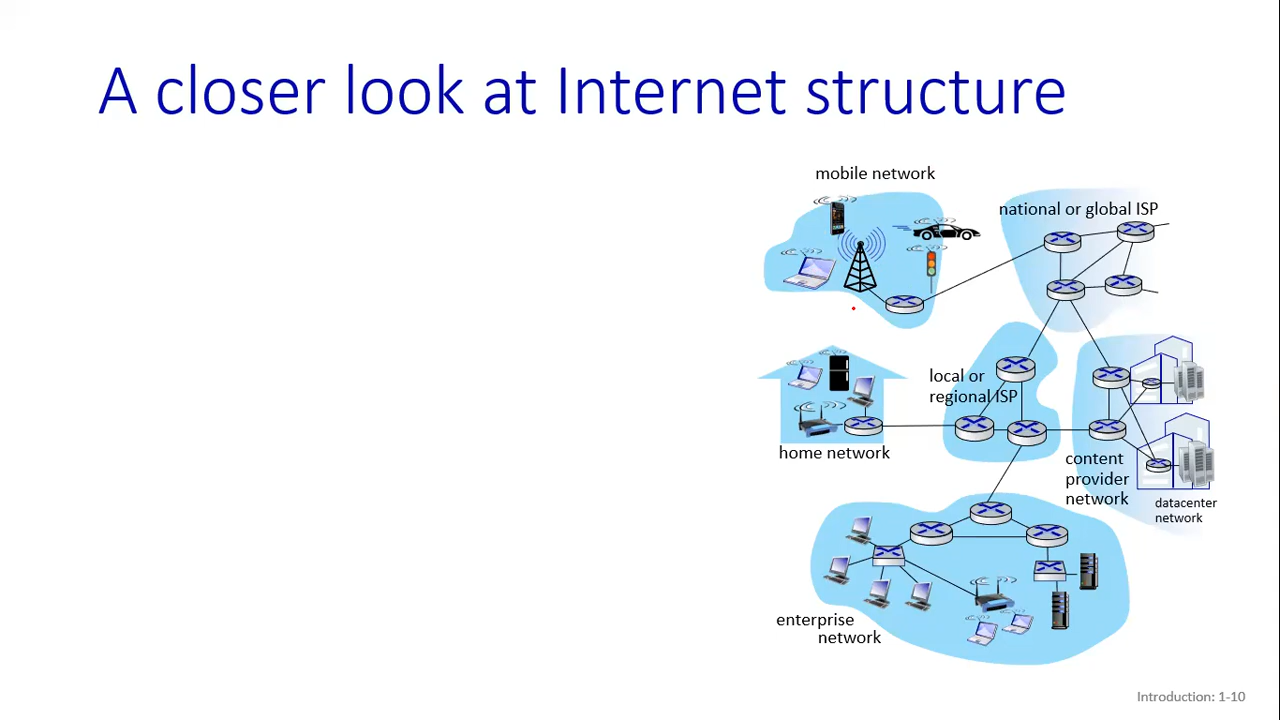 A closer look at Internet structure
mobile network
national or global ISP
local or
regional ISP
home network
content
provider
network
datacenter
network
enterprise
network
Introduction: 1-10